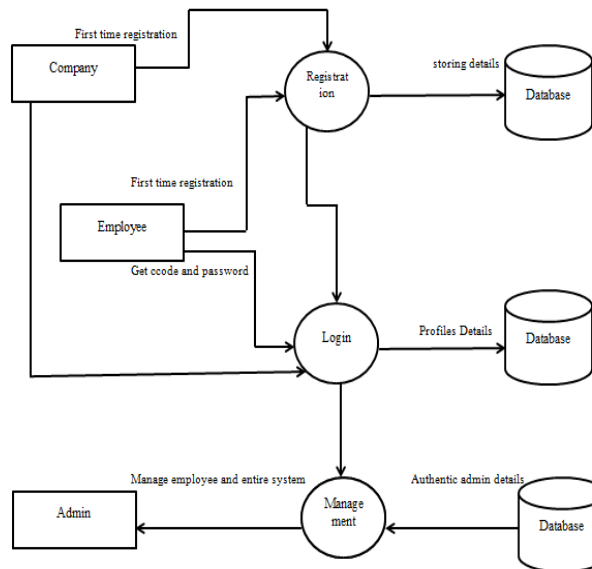 First time registration
Company
Registrat
ion
storing details
Database
First time registration
Employee
Get ccode and password
Login
Profiles Details
Database
Manage employee and entire system
Authentic admin details
Admin
Manage
ment
Database